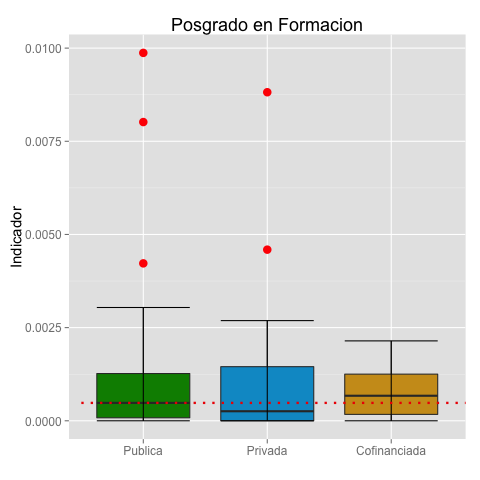 Posgrado en Formacion
Indicador
0.0100
0.0075
0.0050
0.0025
0.0000
Publica
Privada
Cofinanciada